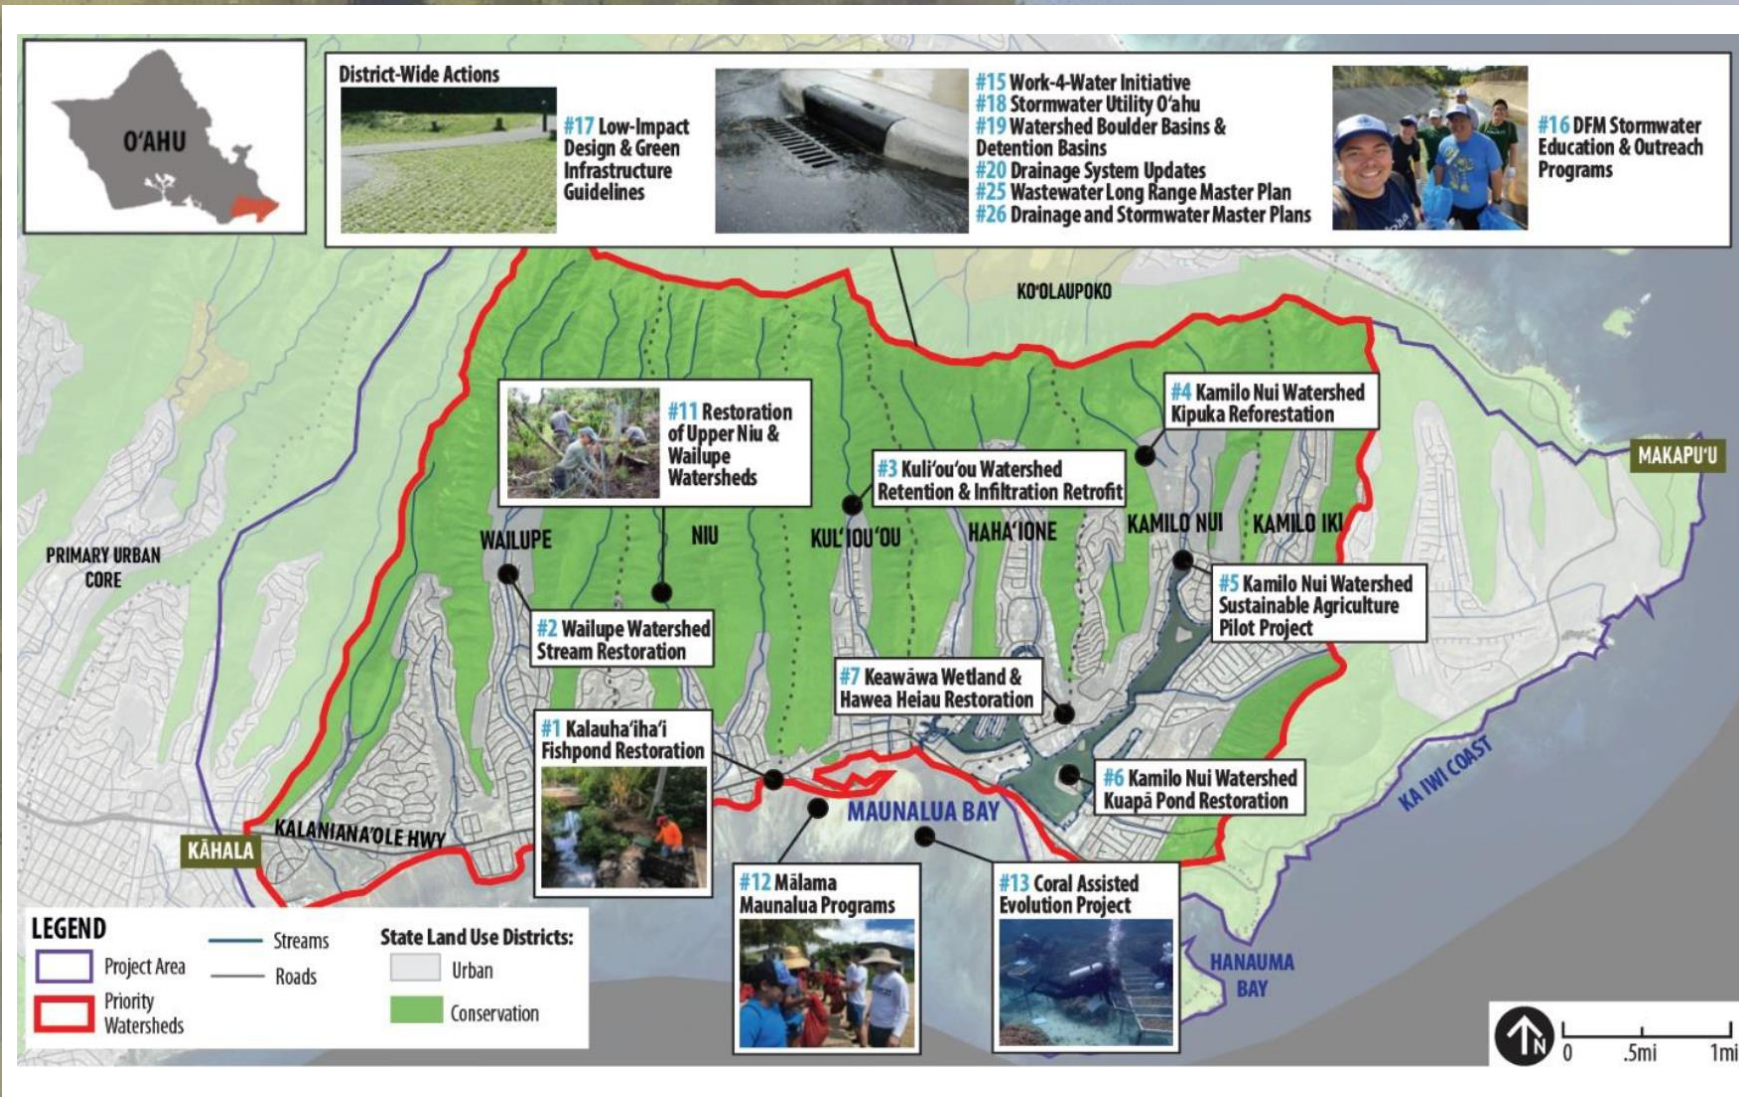 O‘AHU
District-Wide Actions
#17 Low-Impact
Design & Green
Infrastructure
Guidelines
#15 Work-4-Water Initiative
#18 Stormwater Utility O‘ahu
#19 Watershed Boulder Basins &
Detention Basins
#20 Drainage System Updates
#25 Wastewater Long Range Master Plan
#26 Drainage and Stormwater Master Plans
#16 DFM Stormwater
Education & Outreach
Programs
KO‘OLAUPOKO
#4 Kamilo Nui Watershed
Kipuka Reforestation
#11 Restoration
of Upper Niu &
Wailupe
Watersheds
#3 Kuli‘ou‘ou Watershed
Retention & Infiltration Retrofit
MAKAPU‘U
PRIMARY URBAN
CORE
WAILUPE
NIU
KUL‘IOU‘OU
HAHA‘IONE
KAMILO NUI
KAMILO IKI
#5 Kamilo Nui Watershed
Sustainable Agriculture
Pilot Project
#2 Wailupe Watershed
Stream Restoration
#7 Keawāwa Wetland &
Hawea Heiau Restoration
#1 Kalauha‘iha‘i
Fishpond Restoration
#6 Kamilo Nui Watershed
Kuapā Pond Restoration
MAUNALUA BAY
KA IWI COAST
KĀHALA
KALANIANA‘OLE HWY
#12 Mālama
Maunalua Programs
#13 Coral Assisted
Evolution Project
HANAUMA
BAY
LEGEND
Project Area
Priority
Watersheds
Streams
Roads
State Land Use Districts:
Urban
Conservation
N
0 .5mi 1mi